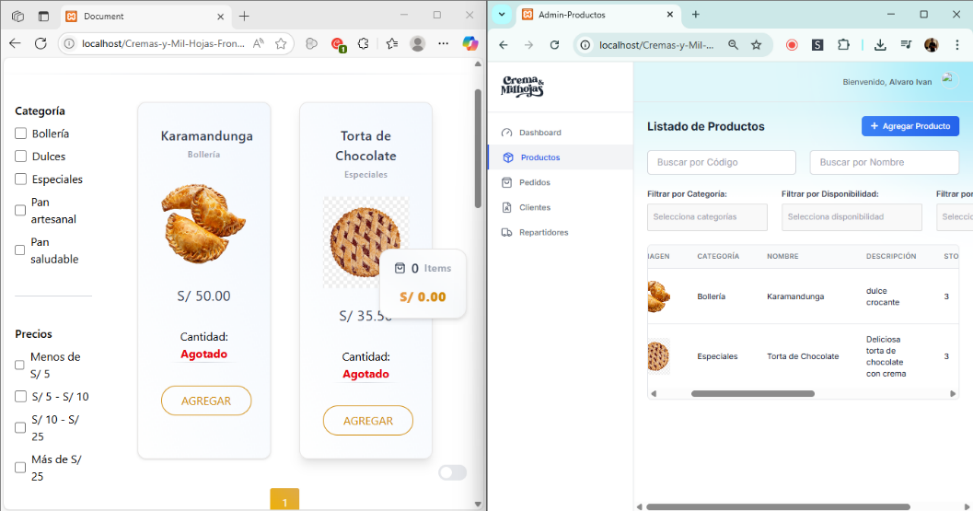 Document
localhost/Cremas-y-Mil-Hojas-Fron...
Categoría
Bollería
Dulces
Especiales
Pan
artesanal
Pan
saludable
Precios
Menos de
S/ 5
S/ 5 - S/ 10
S/ 10 - S/
25
Más de S/
25
Karamandunga
Bollería
S/ 50.00
Cantidad:
Agotado
AGREGAR
Torta de
Chocolate
Especiales
S/ 35.50
Cantidad:
Agotado
AGREGAR
0 Items
S/ 0.00
1
Admin-Productos
localhost/Cremas-y-Mil-...
Crema &
Milhojas
Dashboard
Productos
Pedidos
Clientes
Repartidores
Bienvenido, Alvaro Ivan
Listado de Productos
+ Agregar Producto
Buscar por Código
Buscar por Nombre
Filtrar por Categoría:
Filtrar por Disponibilidad:
Filtrar por
Selecciona categorías
Selecciona disponibilidad
Selecci
IAGEN CATEGORÍA NOMBRE DESCRIPCIÓN STO
Bollería Karamandunga dulce
crocante 3
Especiales Torta de Chocolate Deliciosa
torta de
chocolate
con crema 3